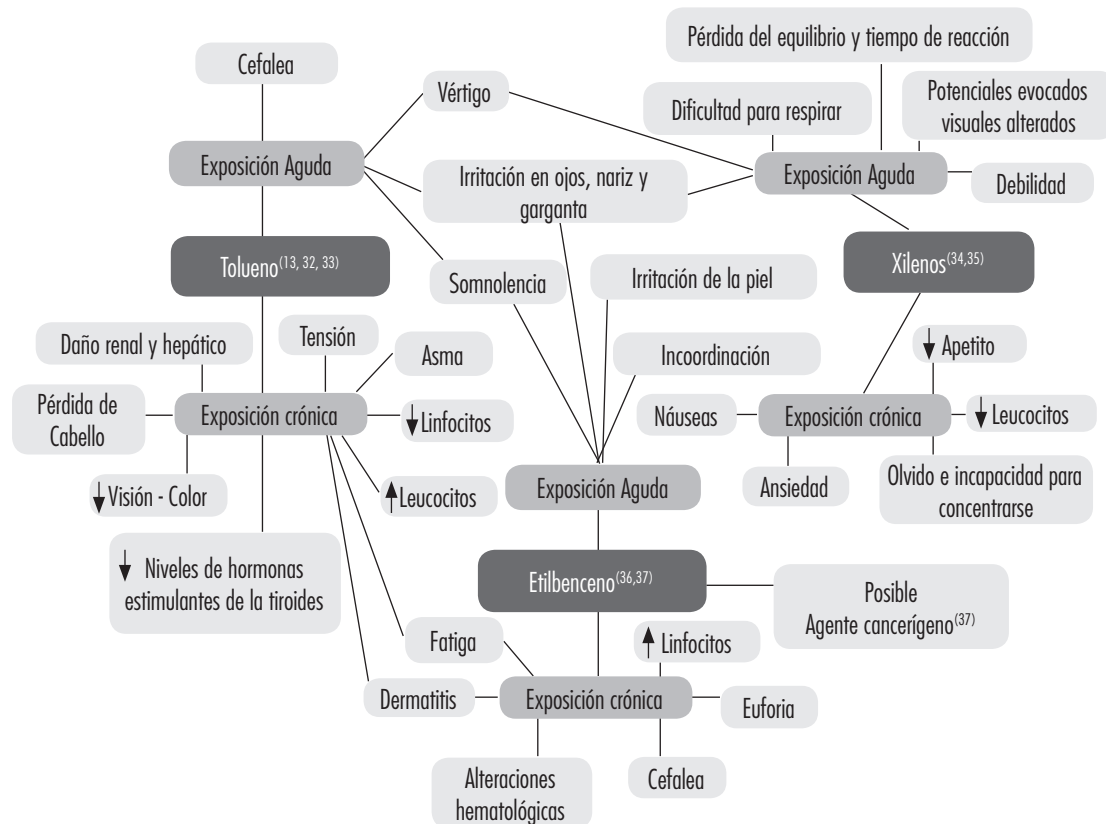 Pérdida del equilibrio y tiempo de reacción
Cefalea
Vértigo
Dificultad para respirar
Potenciales evocados
visuales alterados
Exposición Aguda
Irritación en ojos, nariz y
garganta
Exposición Aguda
Debilidad
Tolueno(13, 32, 33)
Somnolencia
Irritación de la piel
Xilenos(34,35)
Daño renal y hepático
Tensión
Asma
Incoordinación
↓ Apetito
Pérdida de
Cabello
Exposición crónica
↓ Linfocitos
Náuseas
Exposición crónica
↓ Leucocitos
↓ Visión - Color
↑ Leucocitos
Exposición Aguda
Ansiedad
Olvido e incapacidad para
concentrarse
↓ Niveles de hormonas
estimulantes de la tiroides
Etilbenceno(36,37)
Posible
Agente cancerígeno(37)
Fatiga
↑ Linfocitos
Dermatitis
Exposición crónica
Euforia
Alteraciones
hematológicas
Cefalea